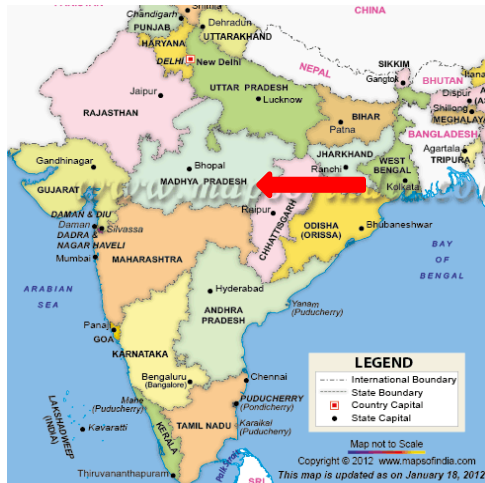 CHINA
Chandigarh
PUNJAB
Dehradun
UTTARAKHAND
HARYANA
DELHI
New Delhi
NEPAL
SIKKIM
Gangtok
BHUTAN
Dispur
Shillong
MEGHALAYA
Jaipur
RAJASTHAN
UTTAR PRADESH
Lucknow
BIHAR
Patna
BANGLADESH
Agartala
TRIPURA
Gandhinagar
GUJARAT
Bhopal
MADHYA PRADESH
JHARKHAND
Ranchi
WEST
BENGAL
Kolkata
DAMAN & DIU
Daman
Silvassa
DADRA &
NAGAR HAVELI
Mumbai
MAHARASHTRA
Raipur
CHHATTISGARH
ODISHA
(ORISSA)
Bhubaneshwar
BAY
OF
BENGAL
ARABIAN
SEA
Hyderabad
ANDHRA
PRADESH
Yanam
(Puducherry)
Panaji
GOA
KARNATAKA
Bengaluru
(Bangalore)
Chennai
Mahe
(Puducherry)
PUDUCHERRY
(Pondicherry)
Karaikal
(Puducherry)
TAMIL NADU
KERALA
LAKSHADWEEP
(INDIA)
Kavaratti
Thiruvananthapuram
SRI
LEGEND
International Boundary
State Boundary
Country Capital
State Capital
Map not to Scale
Copyright © 2012 www.mapsofindia.com
This map is updated as on January 18, 2012